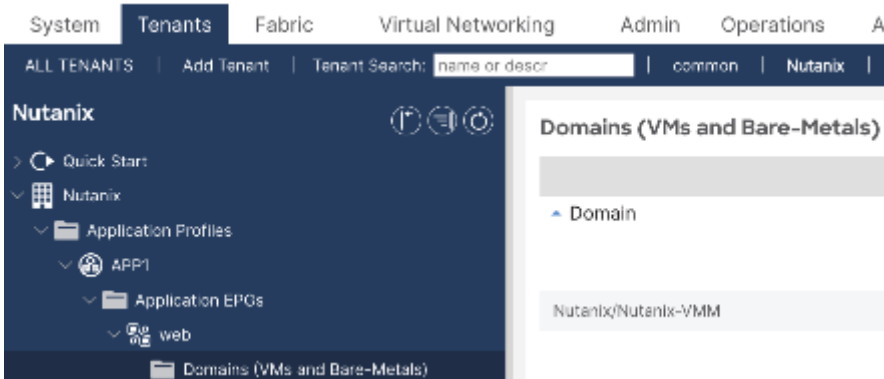 System Tenants Fabric Virtual Networking Admin Operations A
ALL TENANTS | Add Tenant | Tenant Search: name or descr | common | Nutanix |
Nutanix
Domains (VMs and Bare-Metals)
Quick Start
Nutanix
Domain
Application Profiles
APP1
Application EPGs
Nutanix/Nutanix-VMM
web
Domains (VMs and Bare-Metals)